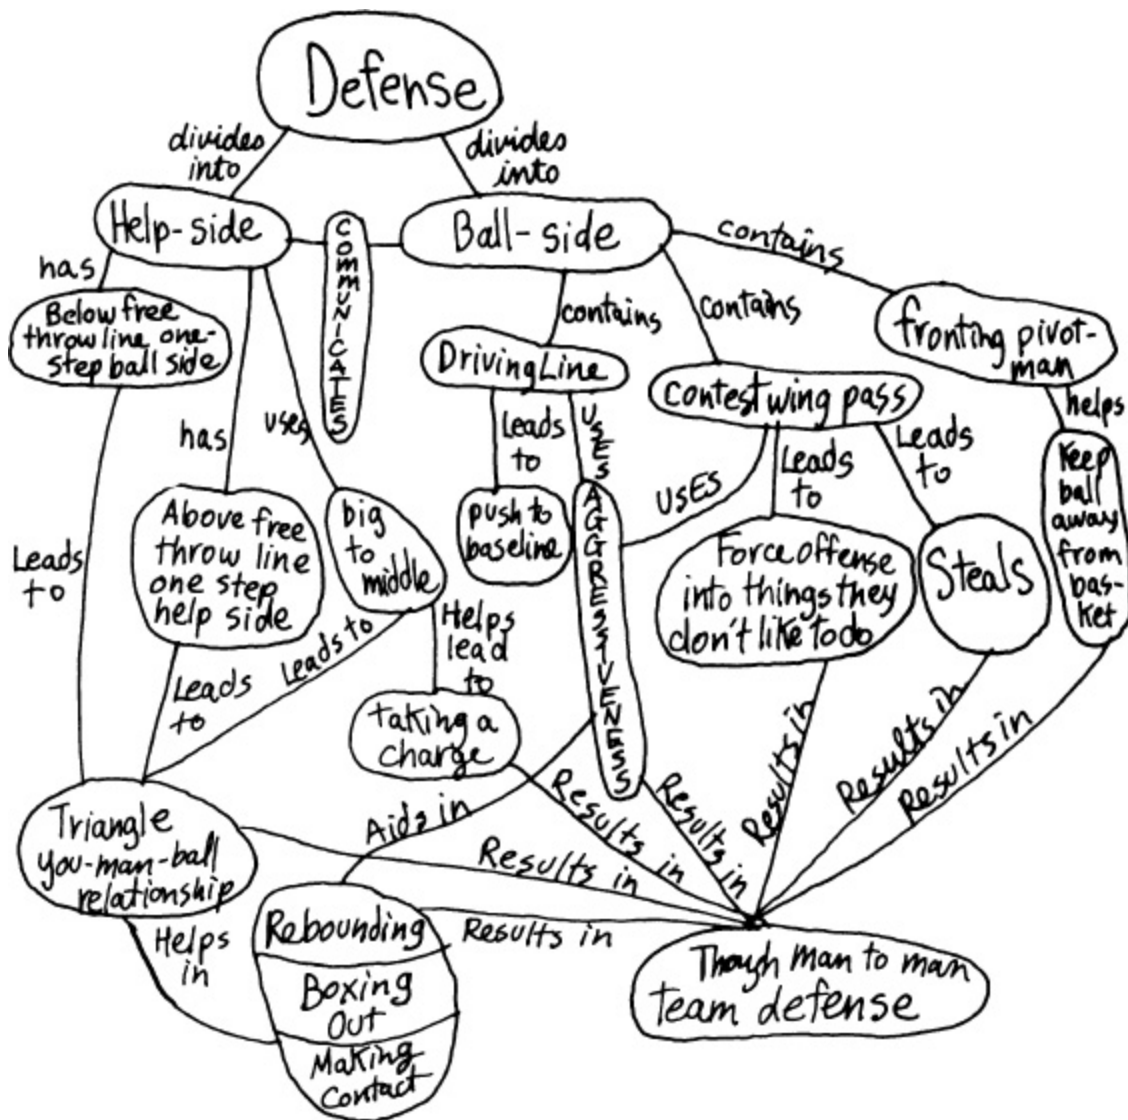 Defense
divides
into
divides
into
Help-side
COMMUNICATES
Ball-side
contains
has
Below free
throw line one-
step ball side
contains
contains
fronting pivot-
man
Driving Line
contest wing pass
helps
has
uses
Leads
to
USES
USES
Leads
to
Leads
to
Keep
ball
away
from
bas-
ket
Above free
throw line
one step
help side
big
to
middle
push to
baseline
AGGRESSIVENESS
Force offense
into things they
don't like to do
Steals
Leads
to
Leads
to
Leads to
Helps
lead
to
taking a
charge
Results in
Results in
Results in
Results in
Results in
Aids in
Triangle
you-man-ball
relationship
Results in
Helps
in
Rebounding
Results in
Boxing
Out
Making
Contact
Though man to man
team defense